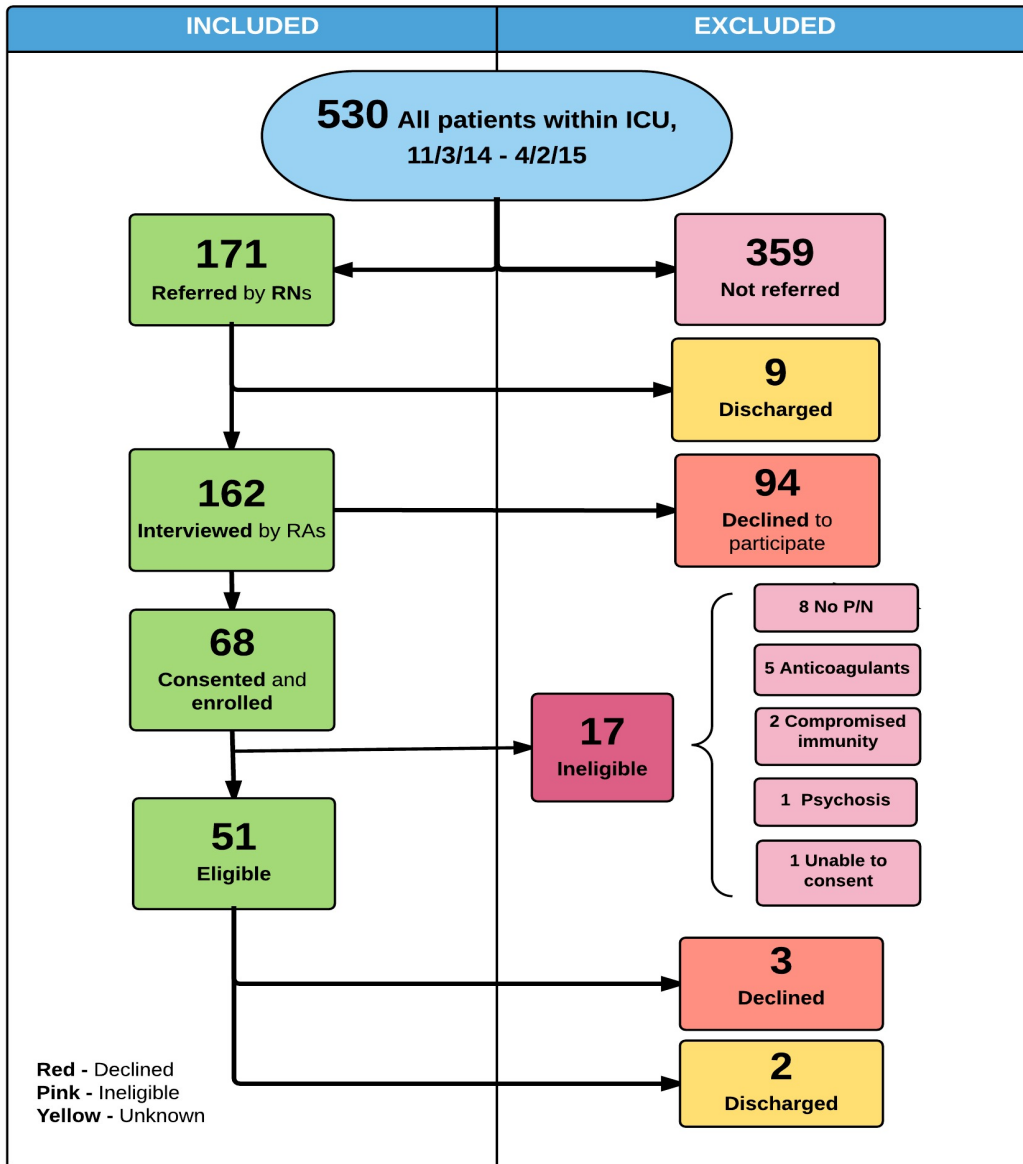 INCLUDED
EXCLUDED
530 All patients within ICU,
11/3/14 - 4/2/15
171
Referred by RNs
359
Not referred
9
Discharged
162
Interviewed by RAs
94
Declined to
participate
68
Consented and
enrolled
17
Ineligible
8 No P/N
5 Anticoagulants
2 Compromised
immunity
1 Psychosis
1 Unable to
consent
51
Eligible
3
Declined
2
Discharged
Red - Declined
Pink - Ineligible
Yellow - Unknown